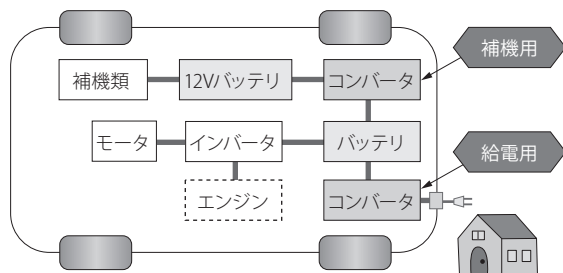 補機用
補機類
12Vバッテリ
コンバータ
モータ
インバータ
バッテリ
給電用
エンジン
コンバータ